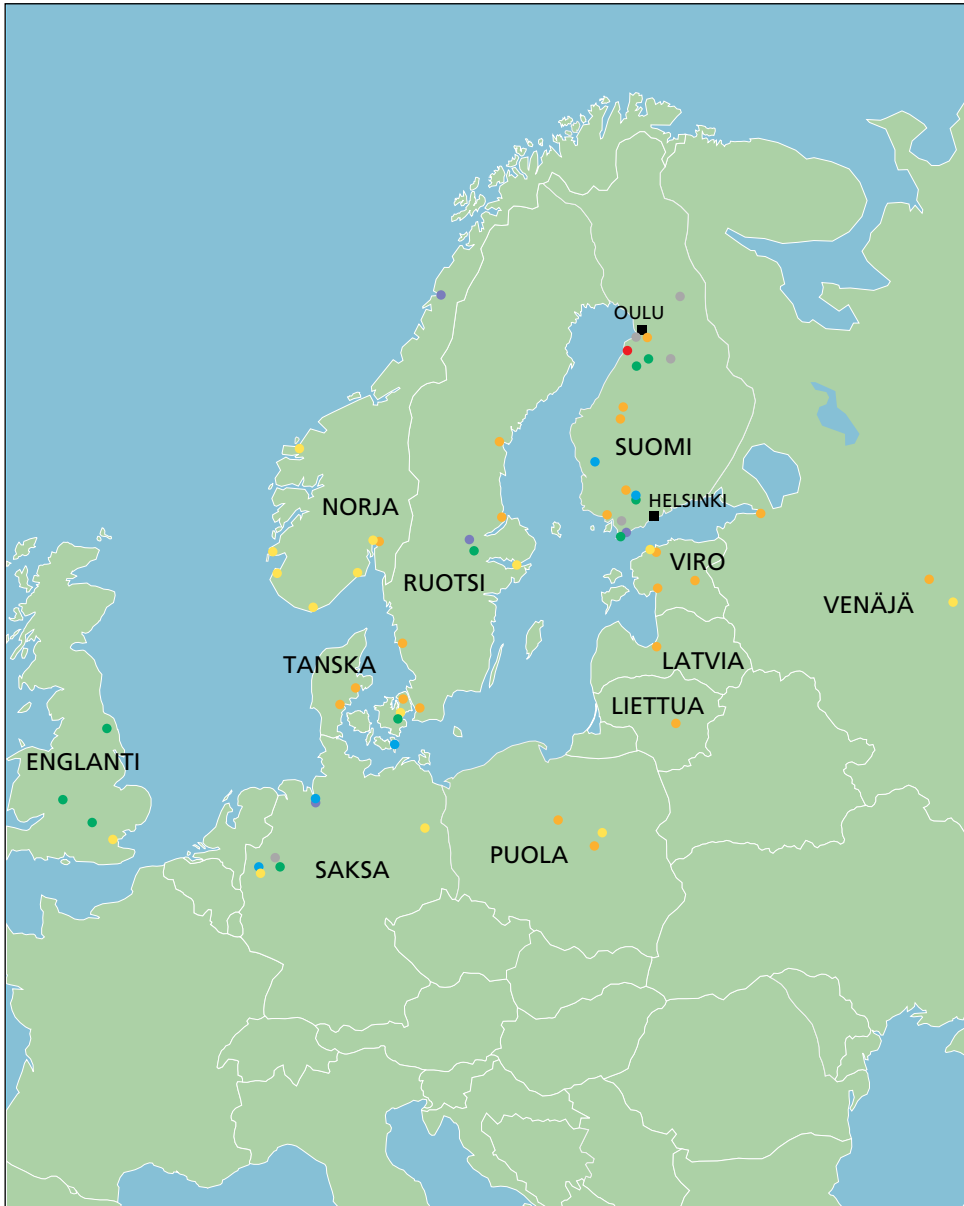 OULU
SUOMI
HELSINKI
NORJA
VIRO
RUOTSI
VENÄJÄ
TANSKA
LATVIA
LIETTUA
ENGLANTI
PUOLA
SAKSA